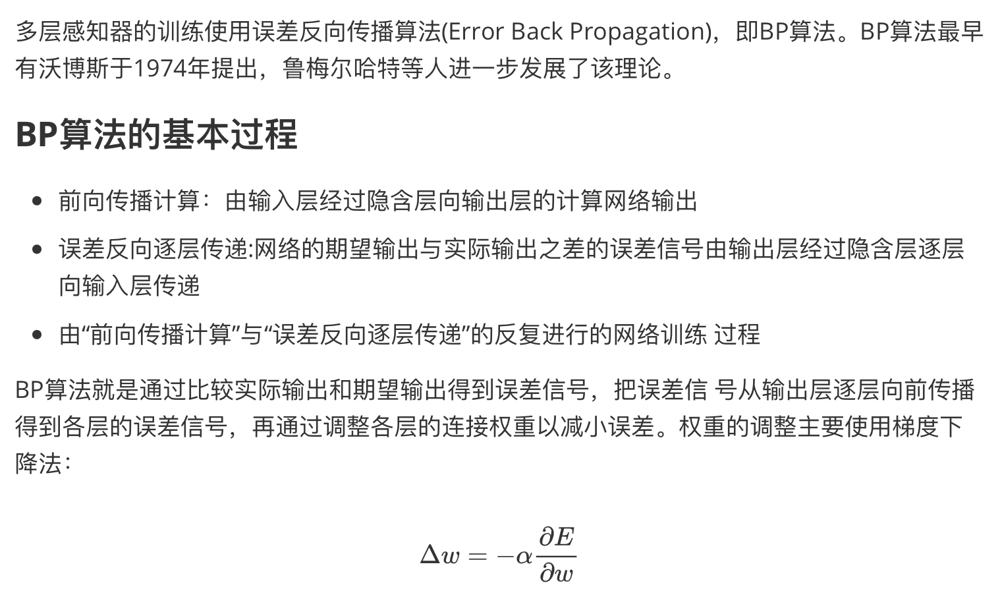 多层感知器的训练使用误差反向传播算法(Error Back Propagation)，即BP算法。BP算法最早
有沃博斯于1974年提出，鲁梅尔哈特等人进一步发展了该理论。
BP算法的基本过程
• 前向传播计算：由输入层经过隐含层向输出层的计算网络输出
• 误差反向逐层传递:网络的期望输出与实际输出之差的误差信号由输出层经过隐含层逐层
向输入层传递
• 由“前向传播计算”与“误差反向逐层传递”的反复进行的网络训练 过程
BP算法就是通过比较实际输出和期望输出得到误差信号，把误差信 号从输出层逐层向前传播
得到各层的误差信号，再通过调整各层的连接权重以减小误差。权重的调整主要使用梯度下
降法：
Δw = −α ∂E/∂w